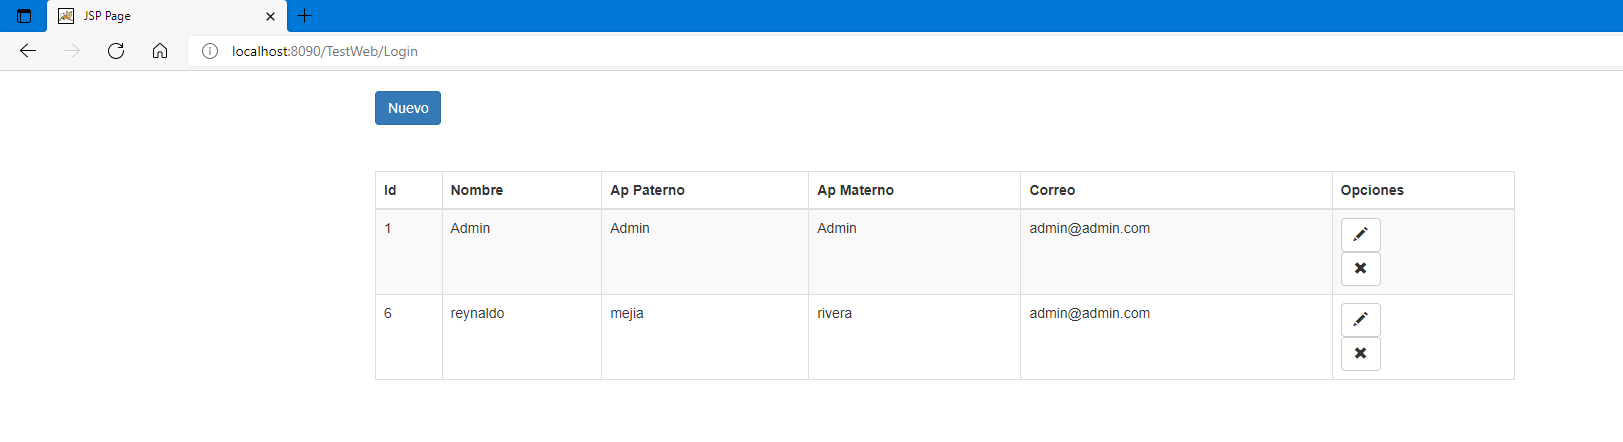 JSP Page
localhost:8090/TestWeb/Login
Nuevo
Id Nombre Ap Paterno Ap Materno Correo Opciones
1 Admin Admin Admin admin@admin.com
6 reynaldo mejia rivera admin@admin.com